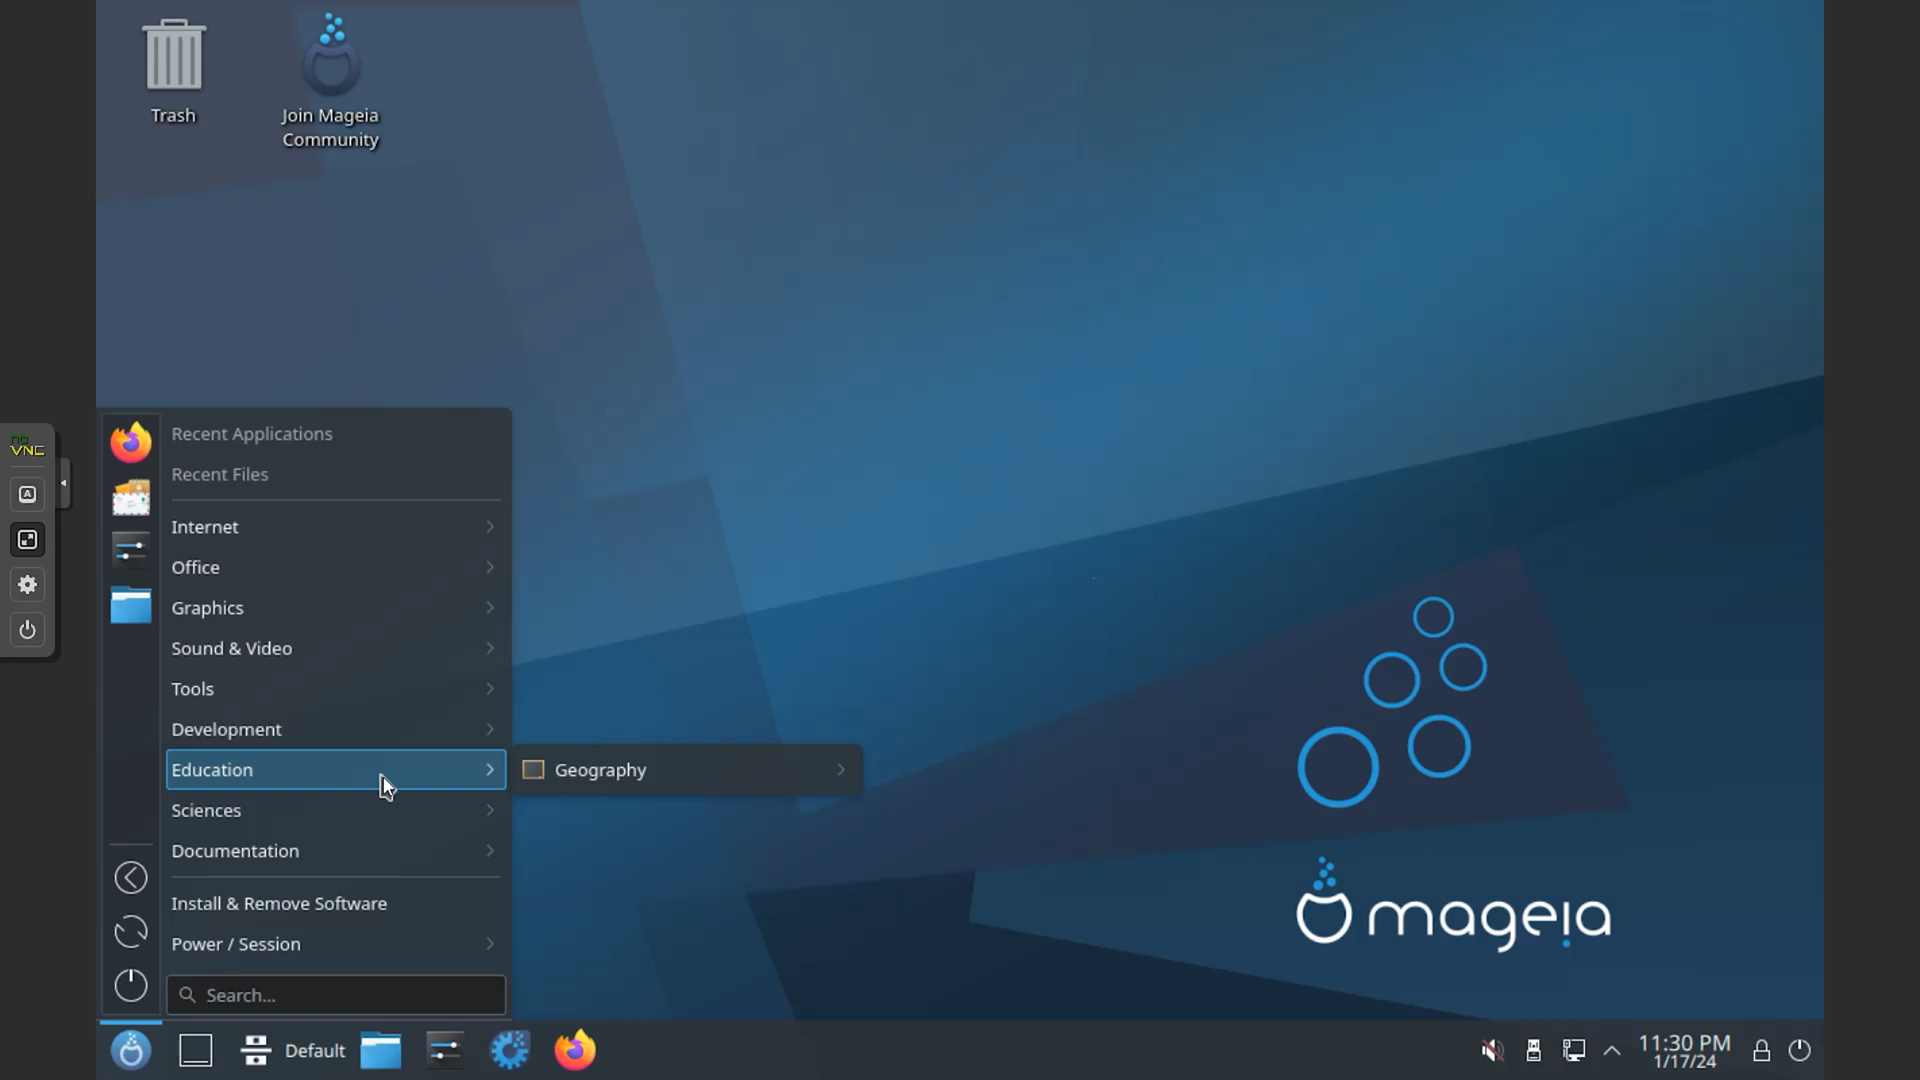 Trash
Join Mageia
Community
no
VNC
Recent Applications
Recent Files
Internet
Office
Graphics
Sound & Video
Tools
Development
Education
Geography
Sciences
Documentation
Install & Remove Software
Power / Session
Search...
mageia
Default
11:30 PM
1/17/24